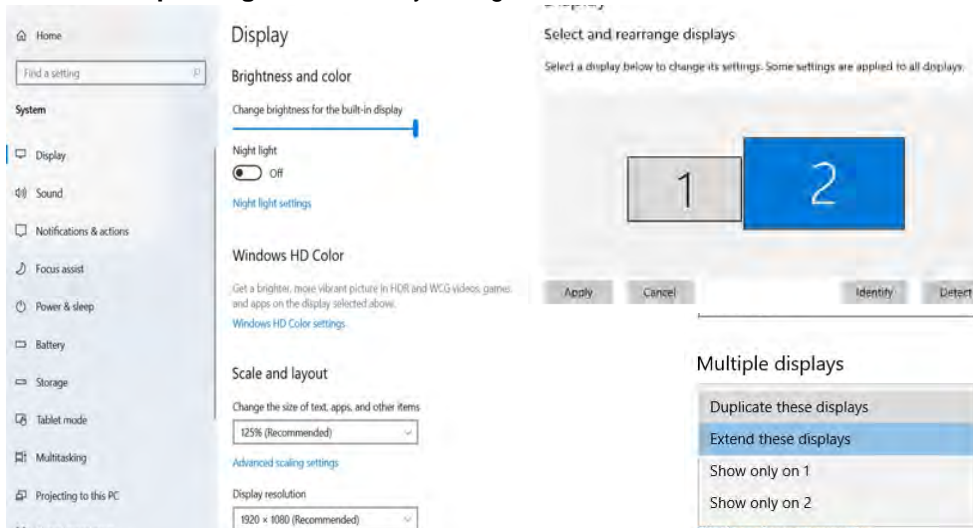 Home
Find a setting
System
Display
Sound
Notifications & actions
Focus assist
Power & sleep
Battery
Storage
Tablet mode
Multitasking
Projecting to this PC
Display
Brightness and color
Change brightness for the built-in display
Night light
Off
Night light settings
Windows HD Color
Get a brighter, more vibrant picture in HDR and WCG videos, games
and apps on the display selected above.
Windows HD Color settings
Scale and layout
Change the size of text, apps, and other items
125% (Recommended)
Advanced scaling settings
Display resolution
1920 × 1080 (Recommended)
Select and rearrange displays
Select a display below to change its settings. Some settings are applied to all displays.
1
2
Apply Cancel Identify Detect
Multiple displays
Duplicate these displays
Extend these displays
Show only on 1
Show only on 2